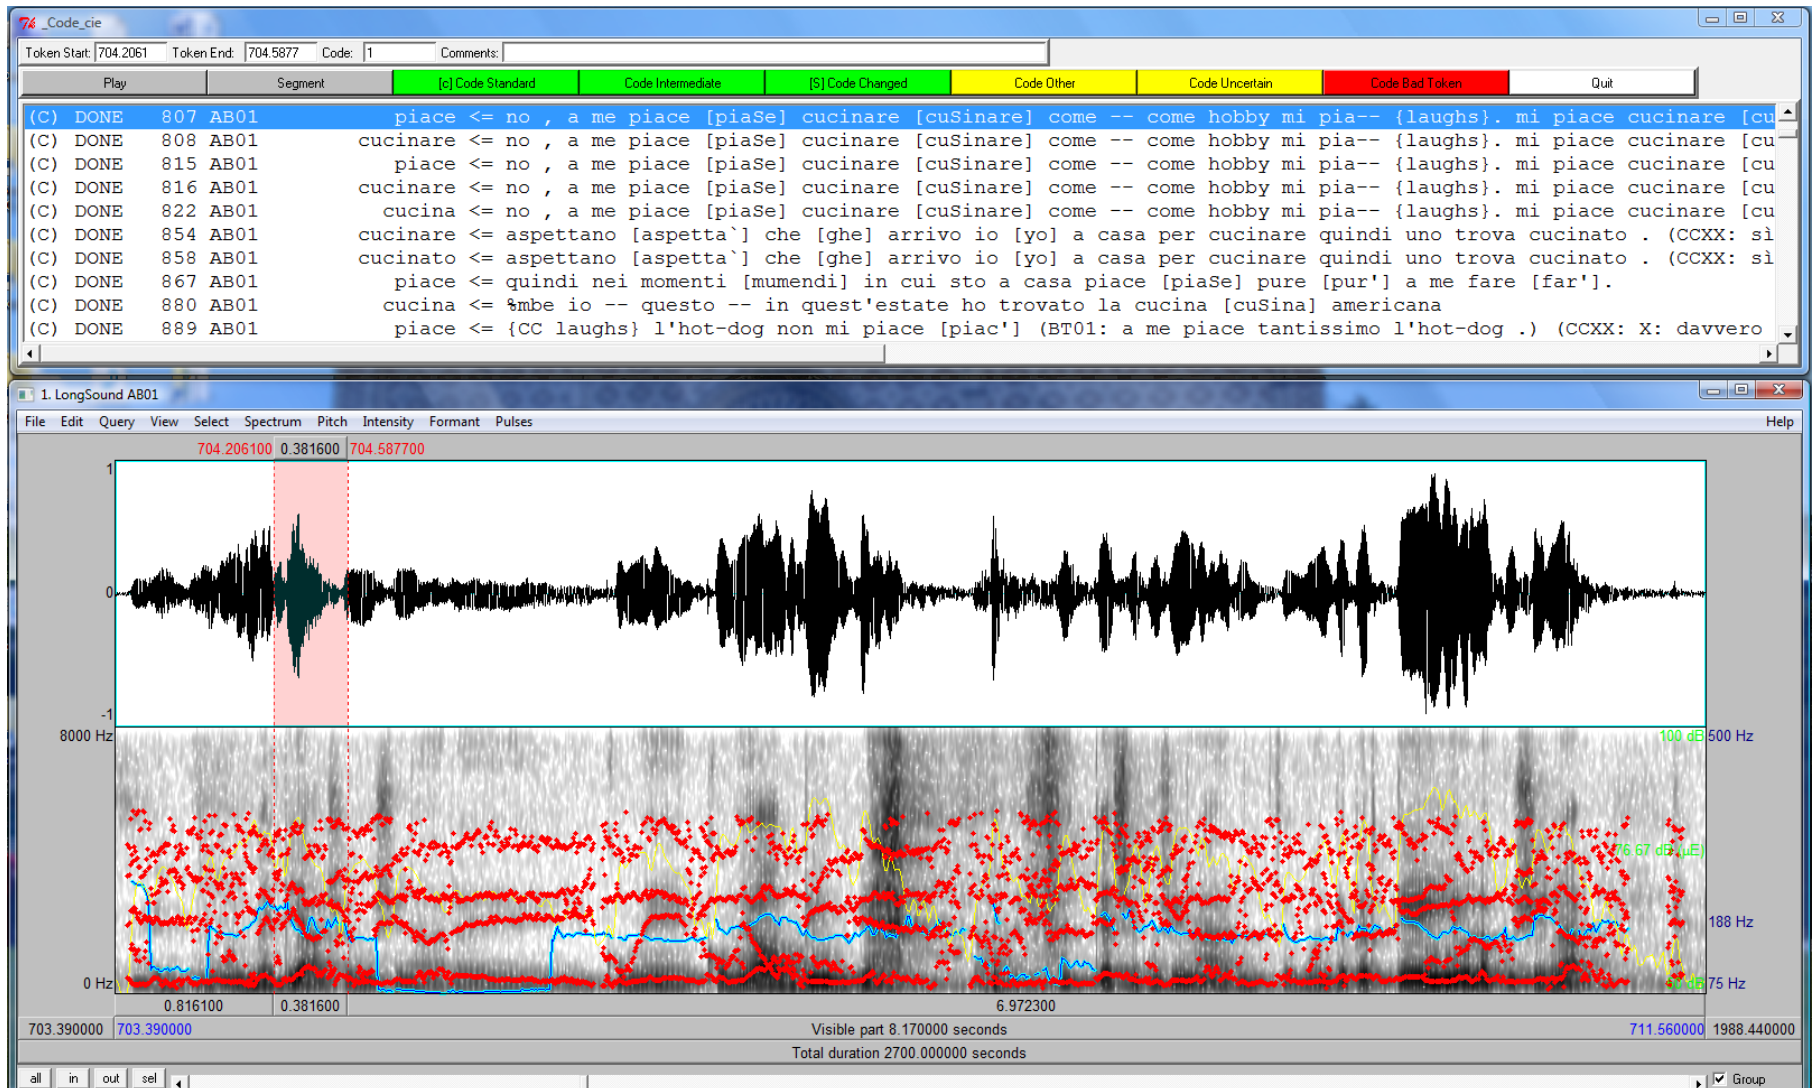 _Code_cie
Token Start: 704.2061 Token End: 704.5877 Code: 1 Comments:
Play Segment [c] Code Standard Code Intermediate [S] Code Changed Code Other Code Uncertain Code Bad Token Quit
(C) DONE 807 AB01 piace <= no , a me piace [piaSe] cucinare [cuSinare] come -- come hobby mi pia-- {laughs}. mi piace cucinare [cu
(C) DONE 808 AB01 cucinare <= no , a me piace [piaSe] cucinare [cuSinare] come -- come hobby mi pia-- {laughs}. mi piace cucinare [cu
(C) DONE 815 AB01 piace <= no , a me piace [piaSe] cucinare [cuSinare] come -- come hobby mi pia-- {laughs}. mi piace cucinare [cu
(C) DONE 816 AB01 cucinare <= no , a me piace [piaSe] cucinare [cuSinare] come -- come hobby mi pia-- {laughs}. mi piace cucinare [cu
(C) DONE 822 AB01 cucina <= no , a me piace [piaSe] cucinare [cuSinare] come -- come hobby mi pia-- {laughs}. mi piace cucinare [cu
(C) DONE 854 AB01 cucinare <= aspettano [aspetta`] che [ghe] arrivo io [yo] a casa per cucinare quindi uno trova cucinato . (CCXX: sì
(C) DONE 858 AB01 cucinato <= aspettano [aspetta`] che [ghe] arrivo io [yo] a casa per cucinare quindi uno trova cucinato . (CCXX: sì
(C) DONE 867 AB01 piace <= quindi nei momenti [mumendi] in cui sto a casa piace [piaSe] pure [pur'] a me fare [far'].
(C) DONE 880 AB01 cucina <= %mbe io -- questo -- in quest'estate ho trovato la cucina [cuSina] americana
(C) DONE 889 AB01 piace <= {CC laughs} l'hot-dog non mi piace [piac'] (BT01: a me piace tantissimo l'hot-dog .) (CCXX: X: davvero
1. LongSound AB01
File Edit Query View Select Spectrum Pitch Intensity Formant Pulses Help
704.206100 0.381600 704.587700
1
0
-1
8000 Hz 100 dB 500 Hz
76.67 dB (µE)
188 Hz
0 Hz 75 Hz
0.816100 0.381600 6.972300
703.390000 703.390000 Visible part 8.170000 seconds 711.560000 1988.440000
Total duration 2700.000000 seconds
all in out sel Group